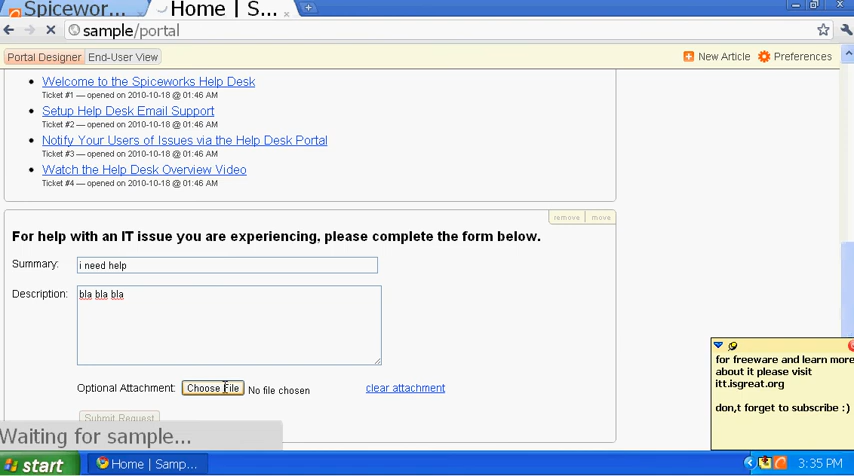 Spicewor...
Home | S...
sample/portal
Portal Designer
End-User View
New Article
Preferences
Welcome to the Spiceworks Help Desk
Ticket #1 — opened on 2010-10-18 @ 01:46 AM
Setup Help Desk Email Support
Ticket #2 — opened on 2010-10-18 @ 01:46 AM
Notify Your Users of Issues via the Help Desk Portal
Ticket #3 — opened on 2010-10-18 @ 01:46 AM
Watch the Help Desk Overview Video
Ticket #4 — opened on 2010-10-18 @ 01:46 AM
remove move
For help with an IT issue you are experiencing, please complete the form below.
Summary: i need help
Description: bla bla bla
Optional Attachment: Choose File No file chosen clear attachment
Submit Request
Waiting for sample...
for freeware and learn more
about it please visit
itt.isgreat.org
don,t forget to subscribe :)
start
Home | Samp...
3:35 PM